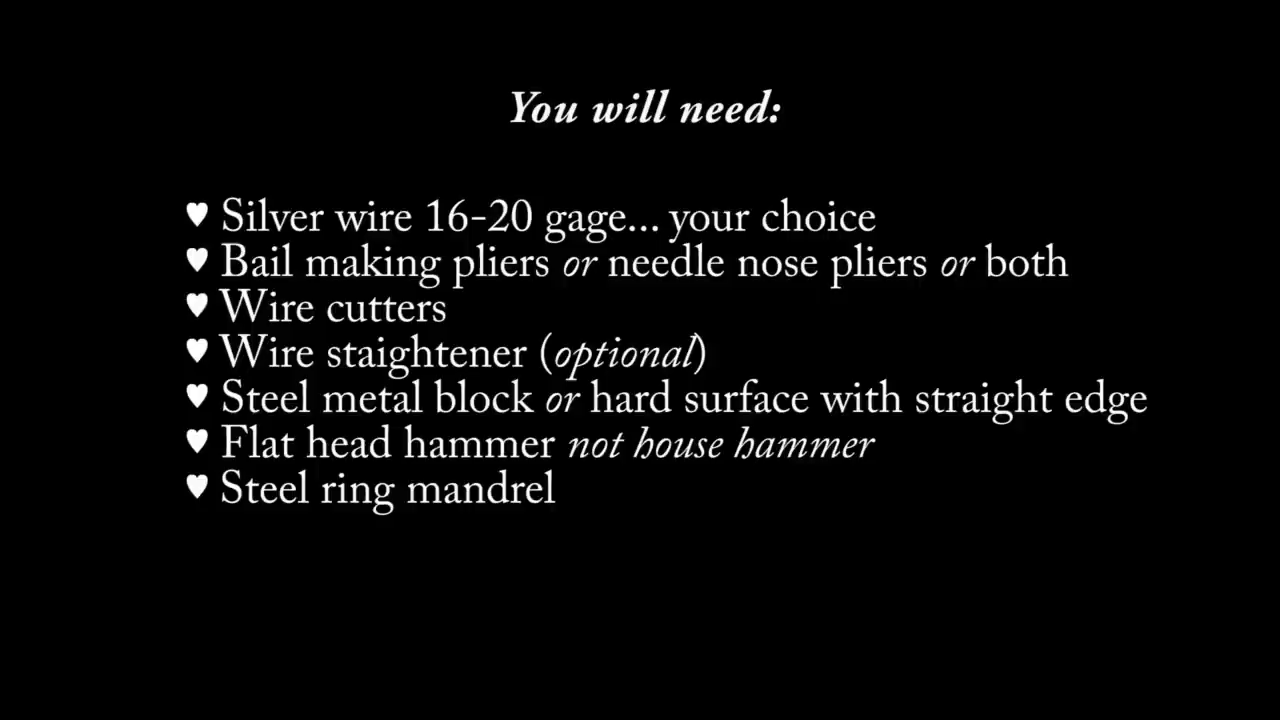 You will need:
♥ Silver wire 16-20 gage... your choice
♥ Bail making pliers or needle nose pliers or both
♥ Wire cutters
♥ Wire staightener (optional)
♥ Steel metal block or hard surface with straight edge
♥ Flat head hammer not house hammer
♥ Steel ring mandrel